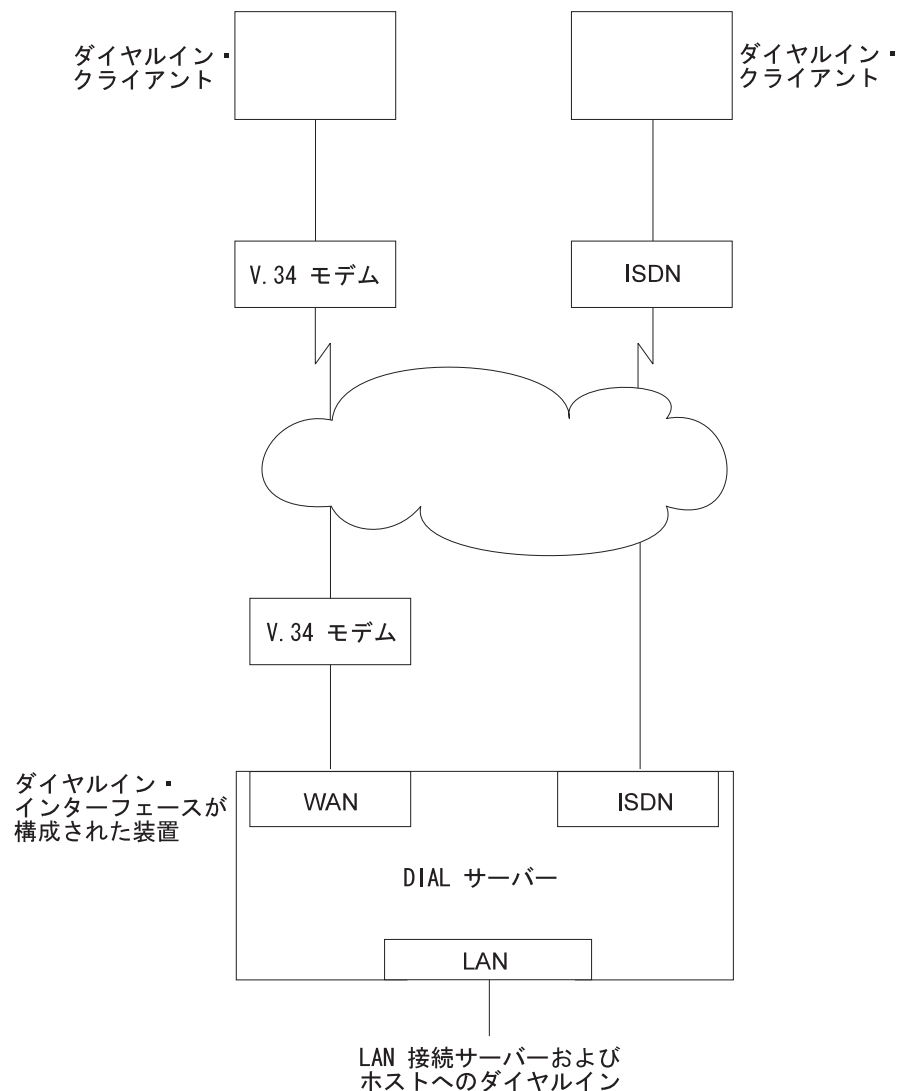 ダイヤルイン・
クライアント
ダイヤルイン・
クライアント
V.34 モデム
ISDN
V.34 モデム
ダイヤルイン・
インターフェースが
構成された装置
WAN
ISDN
DIAL サーバー
LAN
LAN 接続サーバーおよび
ホストへのダイヤルイン